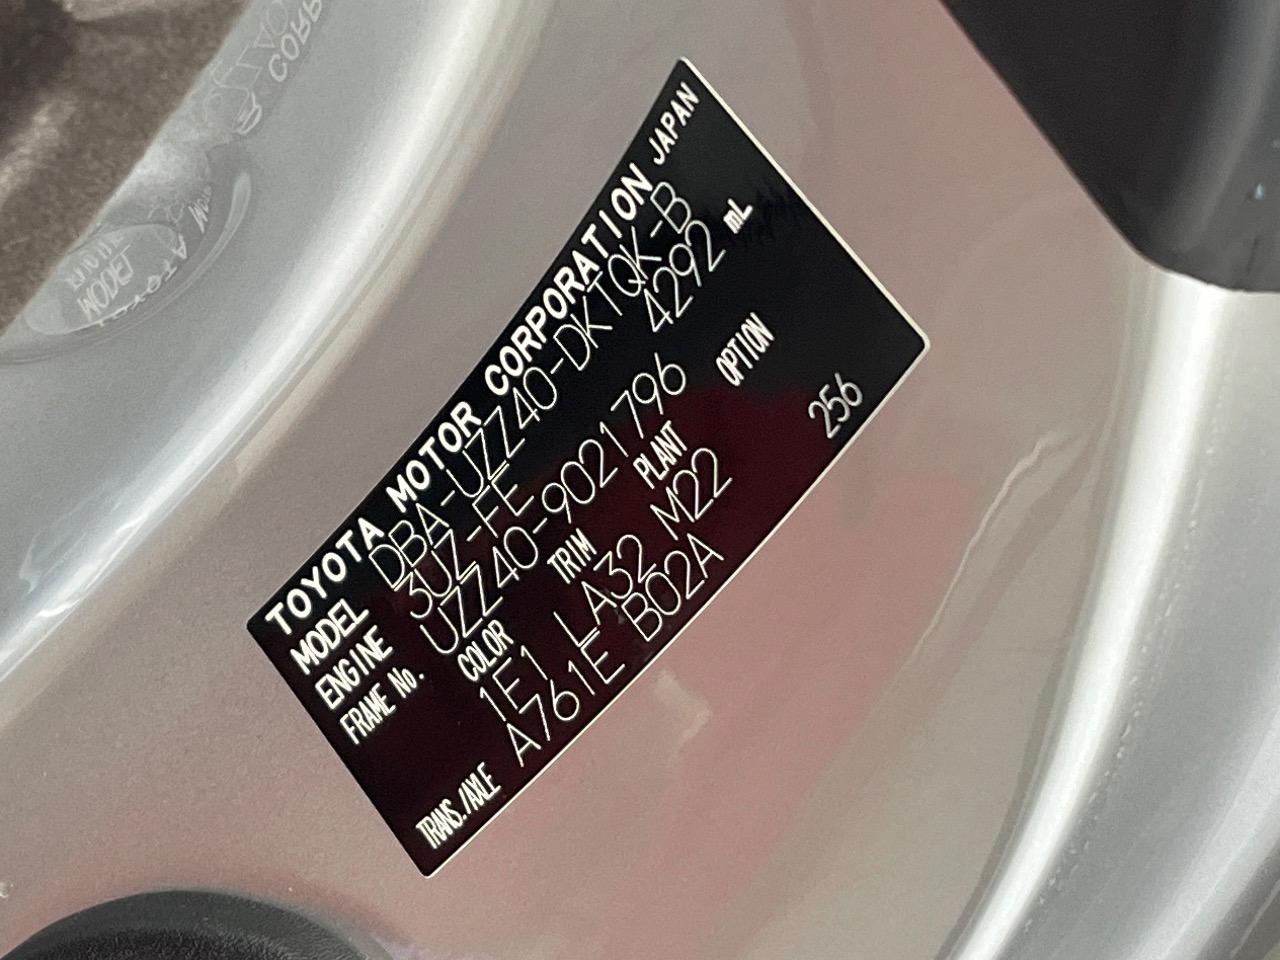 TOYOTA MOTOR CORPORATION JAPAN
MODEL DBA-UZZ40-DKTQK-B
ENGINE 3UZ-FE 4292 mL
FRAME No. UZZ40-9021796
COLOR TRIM PLANT OPTION
1E1 LA32 M22 256
TRANS./AXLE A761E B02A